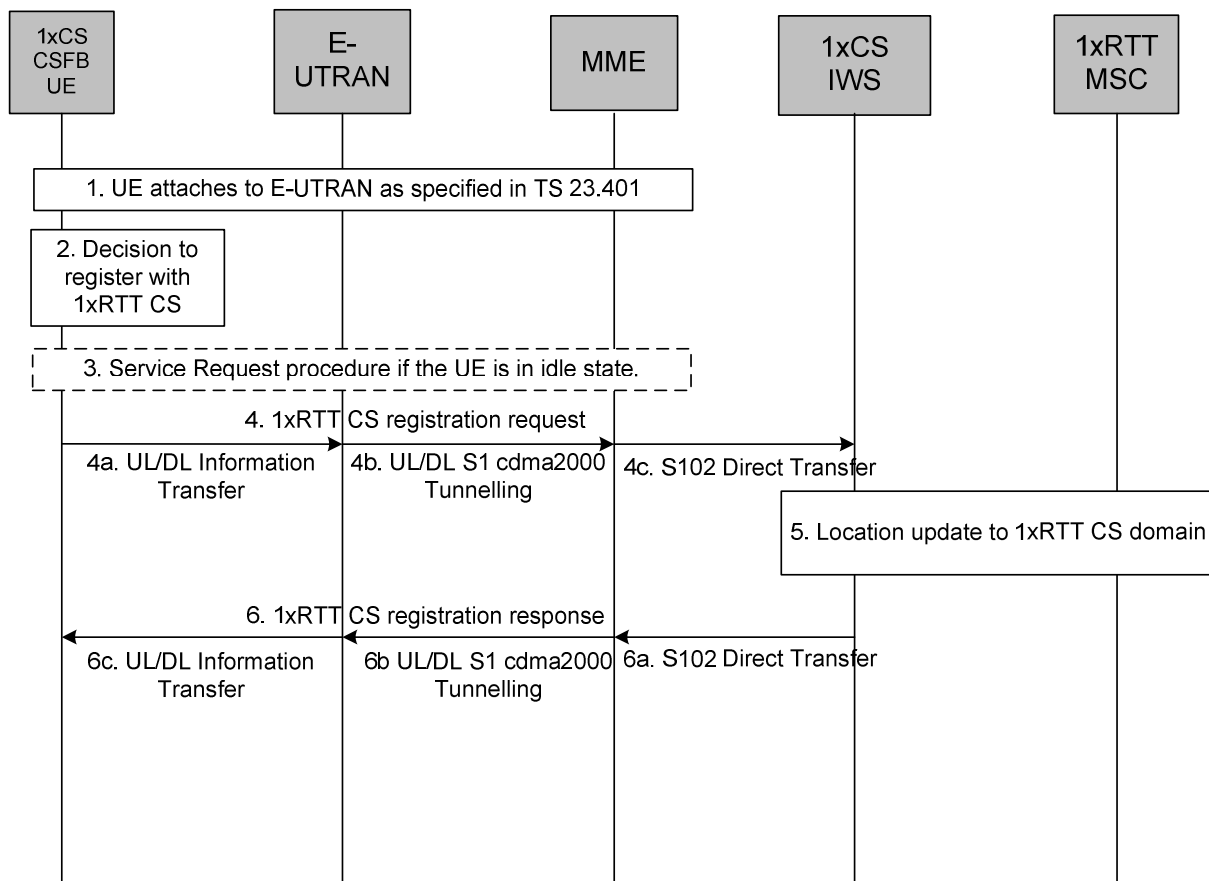 1xCS
CSFB
UE
E-
UTRAN
MME
1xCS
IWS
1xRTT
MSC
1. UE attaches to E-UTRAN as specified in TS 23.401
2. Decision to
register with
1xRTT CS
3. Service Request procedure if the UE is in idle state.
4. 1xRTT CS registration request
4a. UL/DL Information
Transfer
4b. UL/DL S1 cdma2000
Tunnelling
4c. S102 Direct Transfer
5. Location update to 1xRTT CS domain
6. 1xRTT CS registration response
6c. UL/DL Information
Transfer
6b UL/DL S1 cdma2000
Tunnelling
6a. S102 Direct Transfer